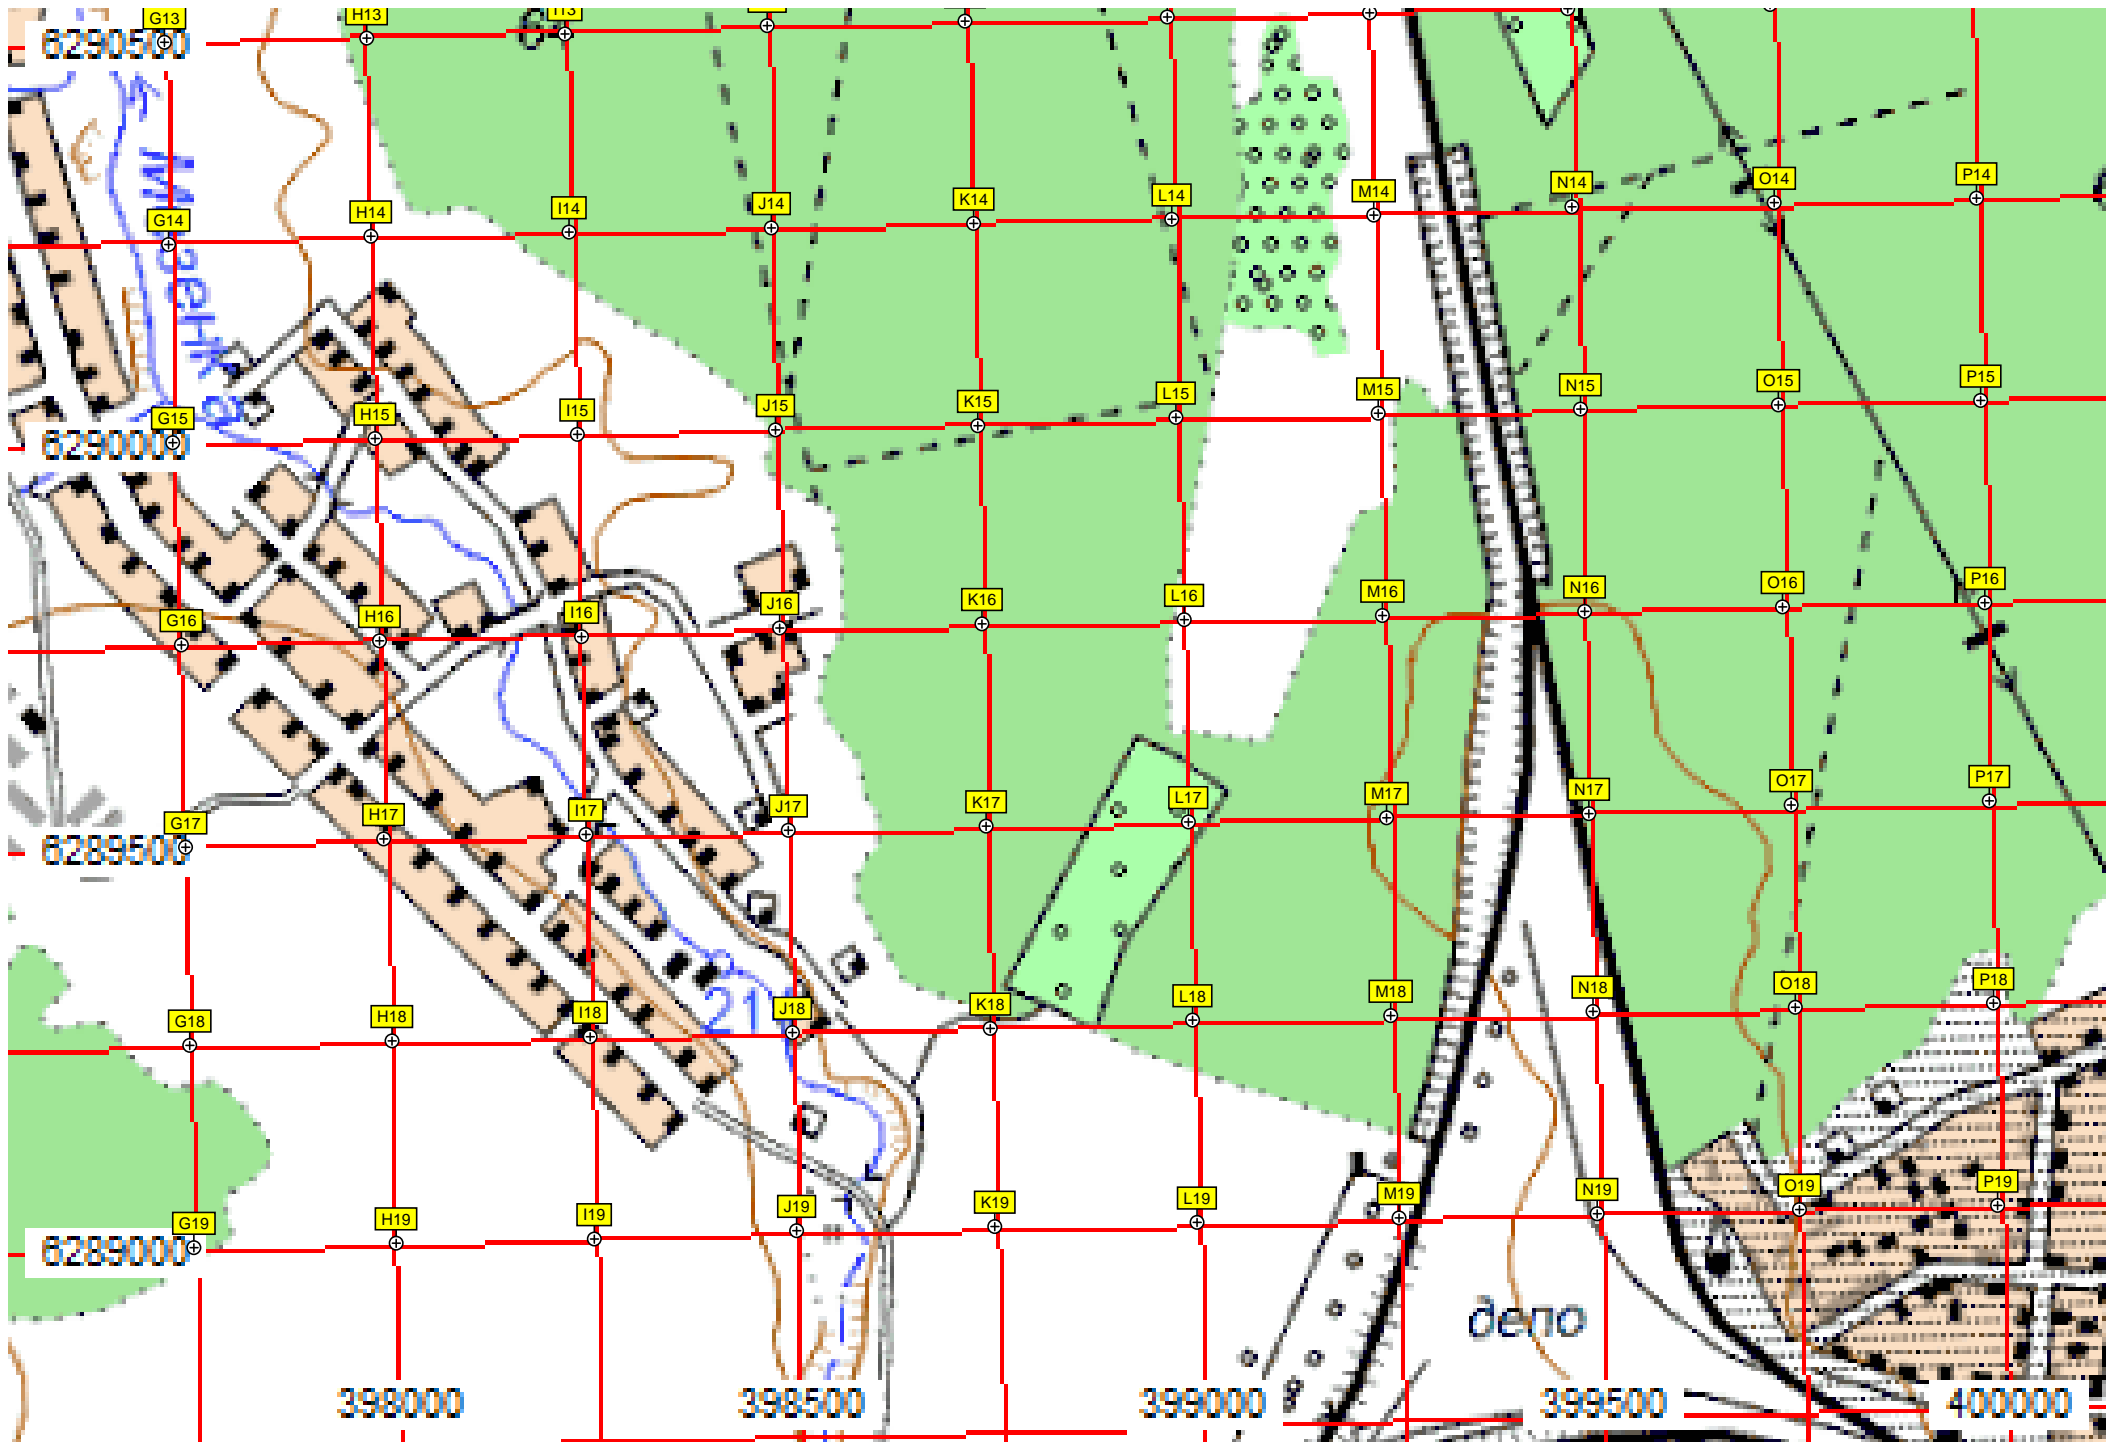 G13 H13 I13
6290500 6
Мизенка
G14 H14 I14 J14 K14 L14 M14 N14 O14 P14
G15 H15 I15 J15 K15 L15 M15 N15 O15 P15
6290000
G16 H16 I16 J16 K16 L16 M16 N16 O16 P16
G17 H17 I17 J17 K17 L17 M17 N17 O17 P17
6289500
G18 H18 I18 J18 K18 L18 M18 N18 O18 P18
21
G19 H19 I19 J19 K19 L19 M19 N19 O19 P19
6289000
депо
398000 398500 399000 399500 400000